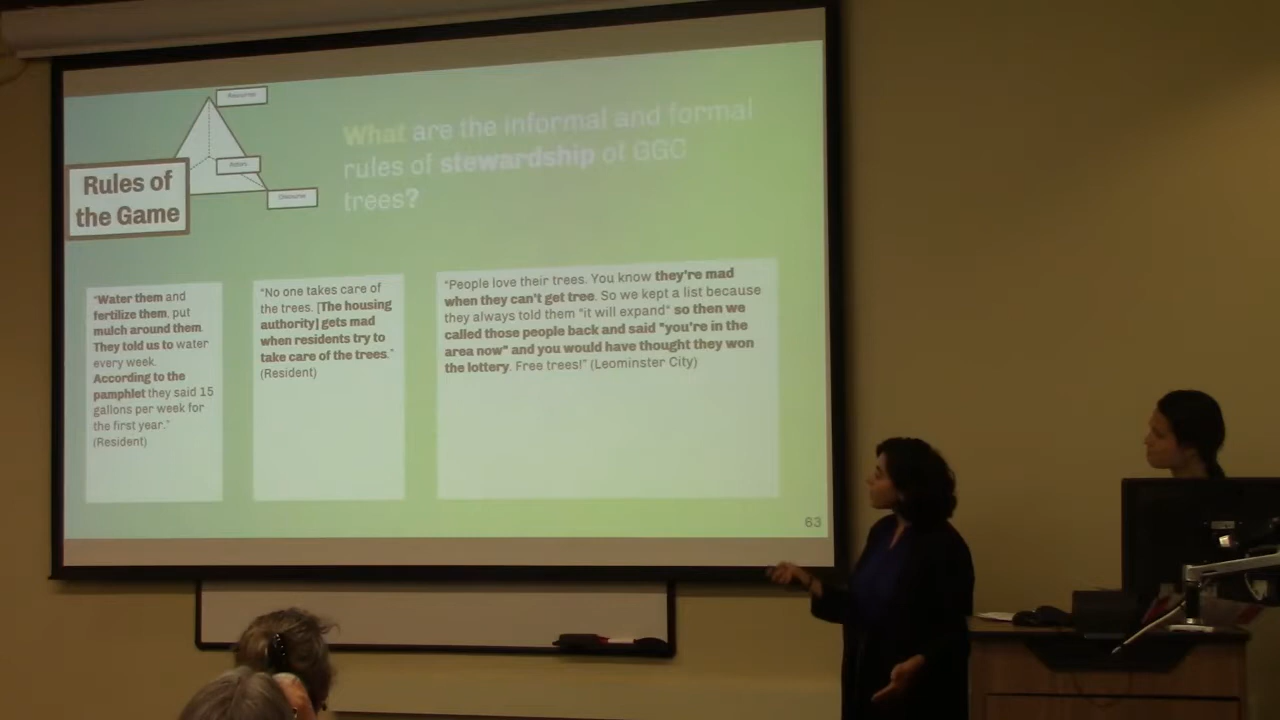 Resources
Actors
Discourse
Rules of
the Game
What are the informal and formal
rules of stewardship of GGC
trees?
“Water them and
fertilize them, put
mulch around them.
They told us to water
every week.
According to the
pamphlet they said 15
gallons per week for
the first year.”
(Resident)
“No one takes care of
the trees. [The housing
authority] gets mad
when residents try to
take care of the trees.”
(Resident)
“People love their trees. You know they're mad
when they can't get tree. So we kept a list because
they always told them “it will expand” so then we
called those people back and said "you're in the
area now" and you would have thought they won
the lottery. Free trees!” (Leominster City)
63